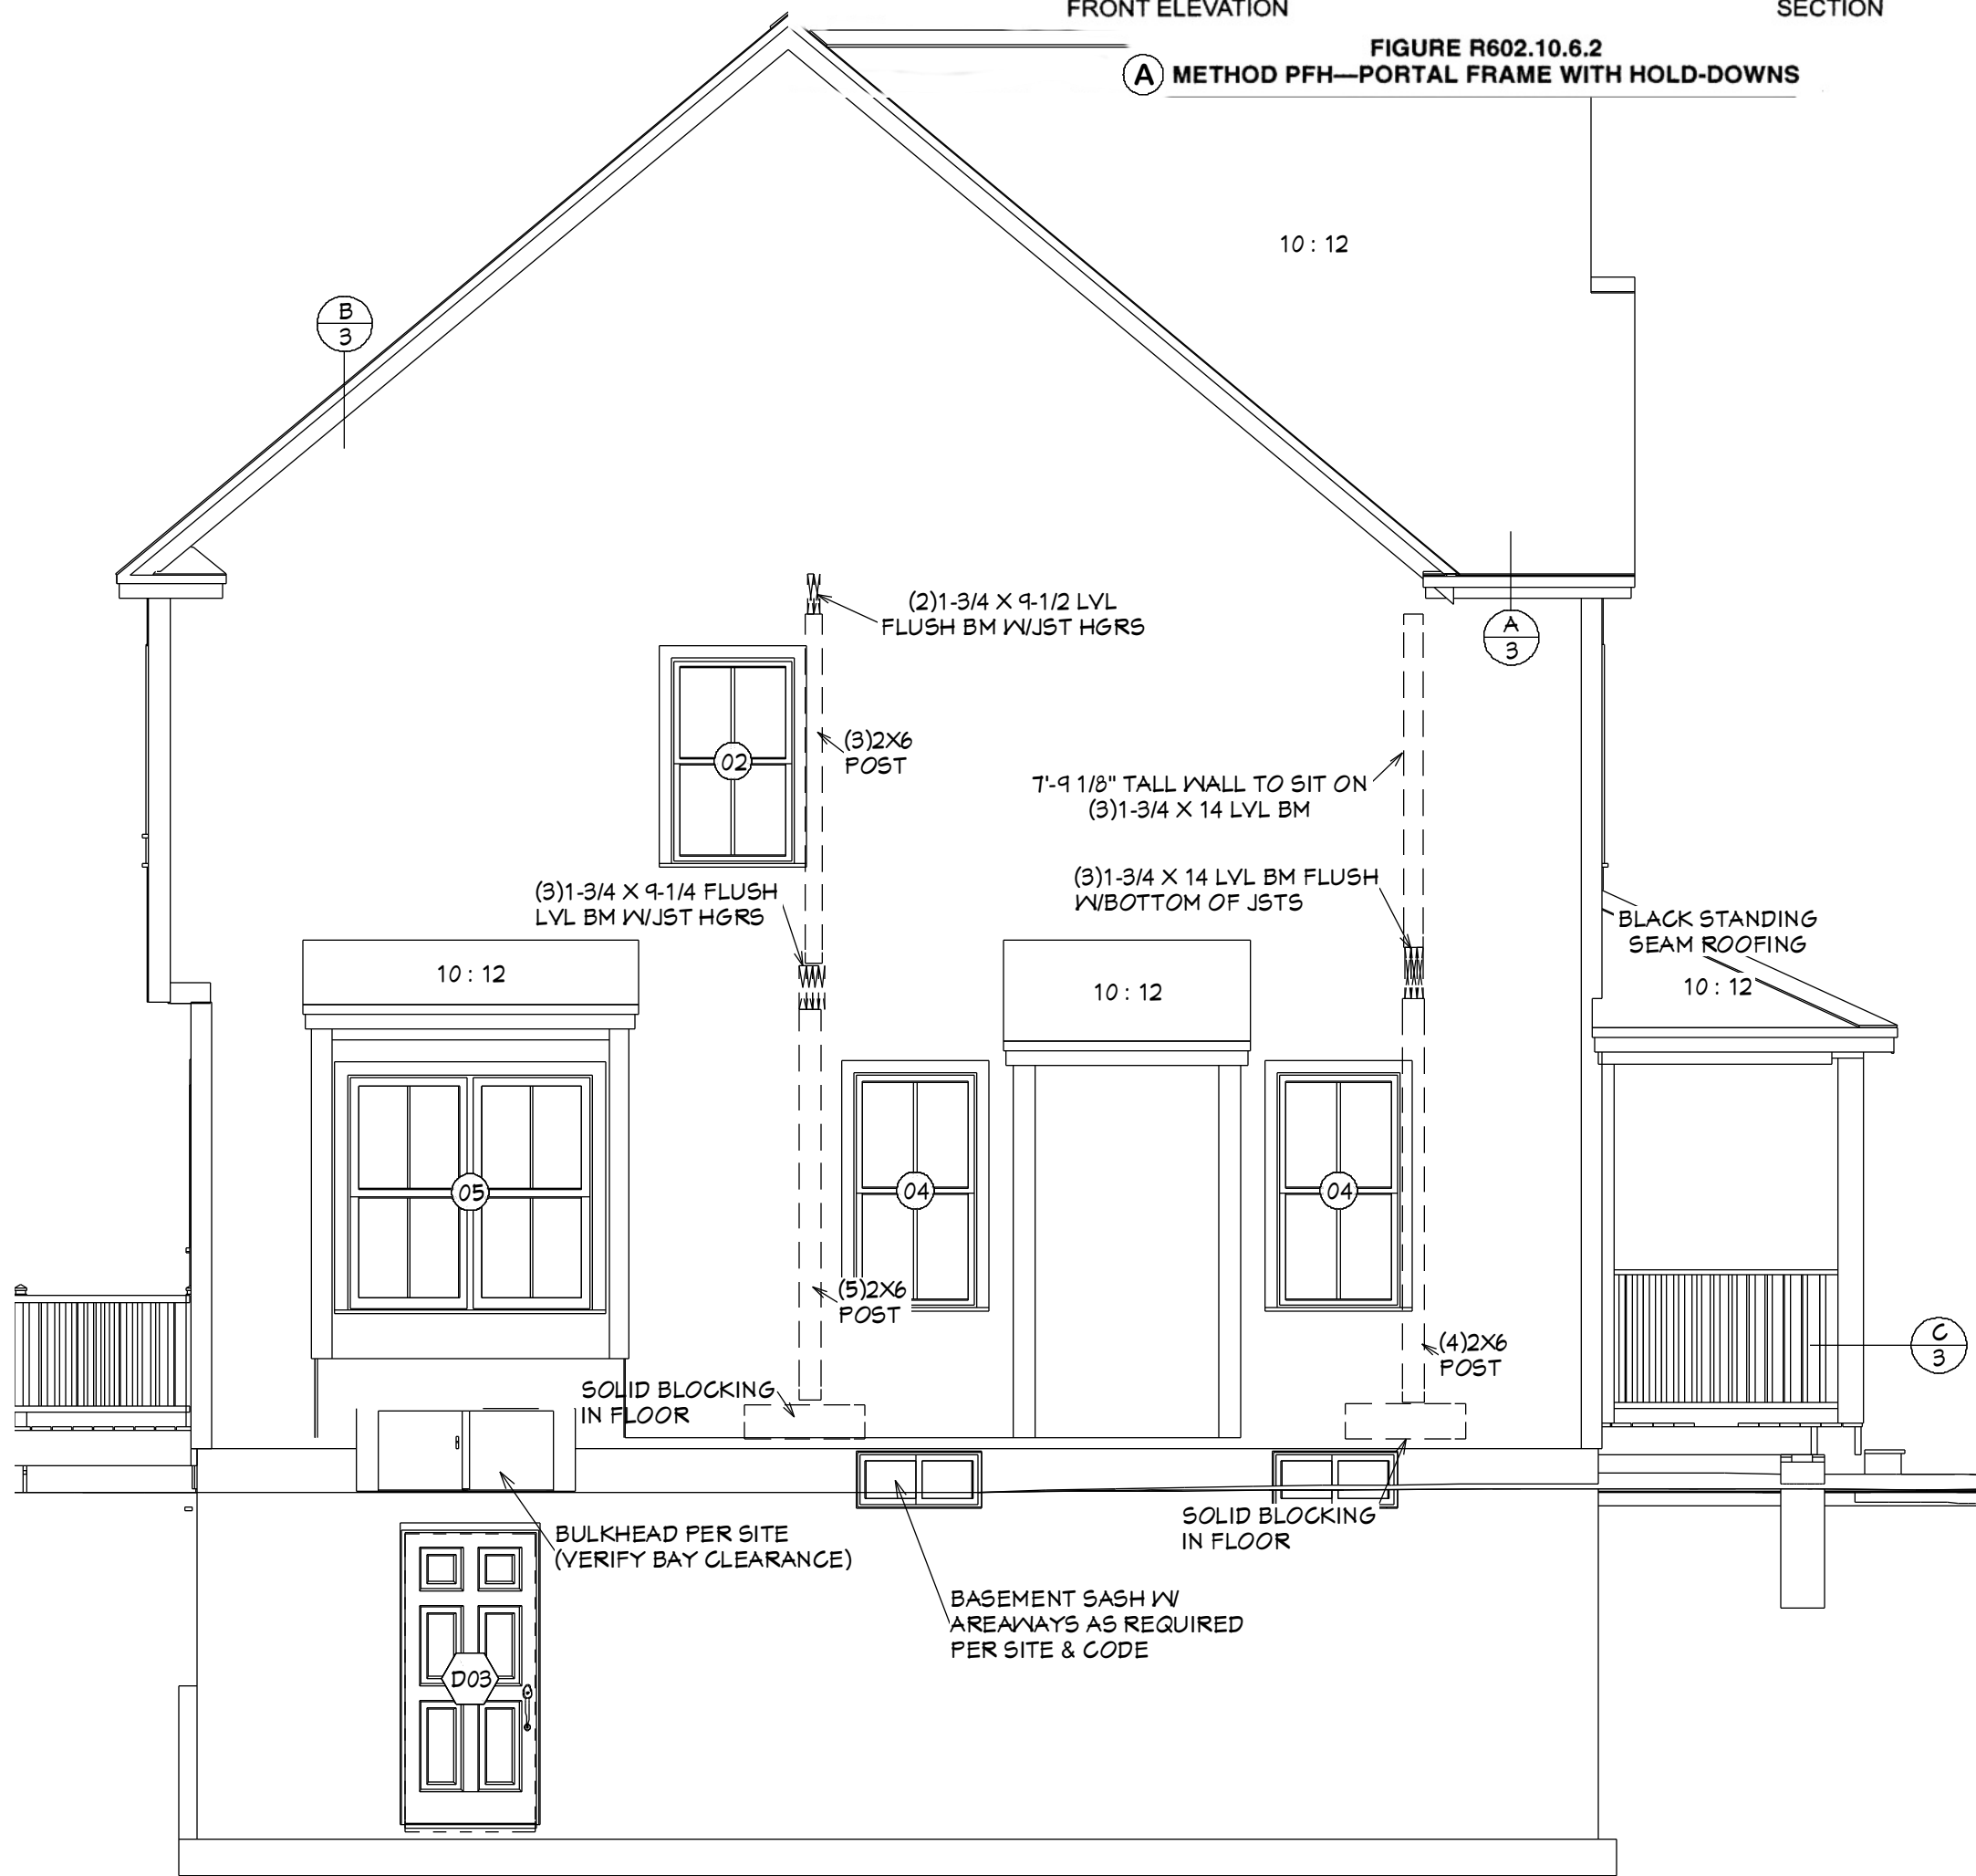 FRONT ELEVATION
SECTION
FIGURE R602.10.6.2
A METHOD PFH—PORTAL FRAME WITH HOLD-DOWNS
10 : 12
B
3
(2)1-3/4 X 9-1/2 LVL
FLUSH BM W/JST HGRS
A
3
02
(3)2X6
POST
7'-9 1/8" TALL WALL TO SIT ON
(3)1-3/4 X 14 LVL BM
(3)1-3/4 X 9-1/4 FLUSH
LVL BM W/JST HGRS
(3)1-3/4 X 14 LVL BM FLUSH
W/BOTTOM OF JSTS
BLACK STANDING
SEAM ROOFING
10 : 12
10 : 12
10 : 12
05
04
04
(5)2X6
POST
(4)2X6
POST
C
3
SOLID BLOCKING
IN FLOOR
SOLID BLOCKING
IN FLOOR
BULKHEAD PER SITE
(VERIFY BAY CLEARANCE)
BASEMENT SASH W/
AREAWAYS AS REQUIRED
PER SITE & CODE
D03